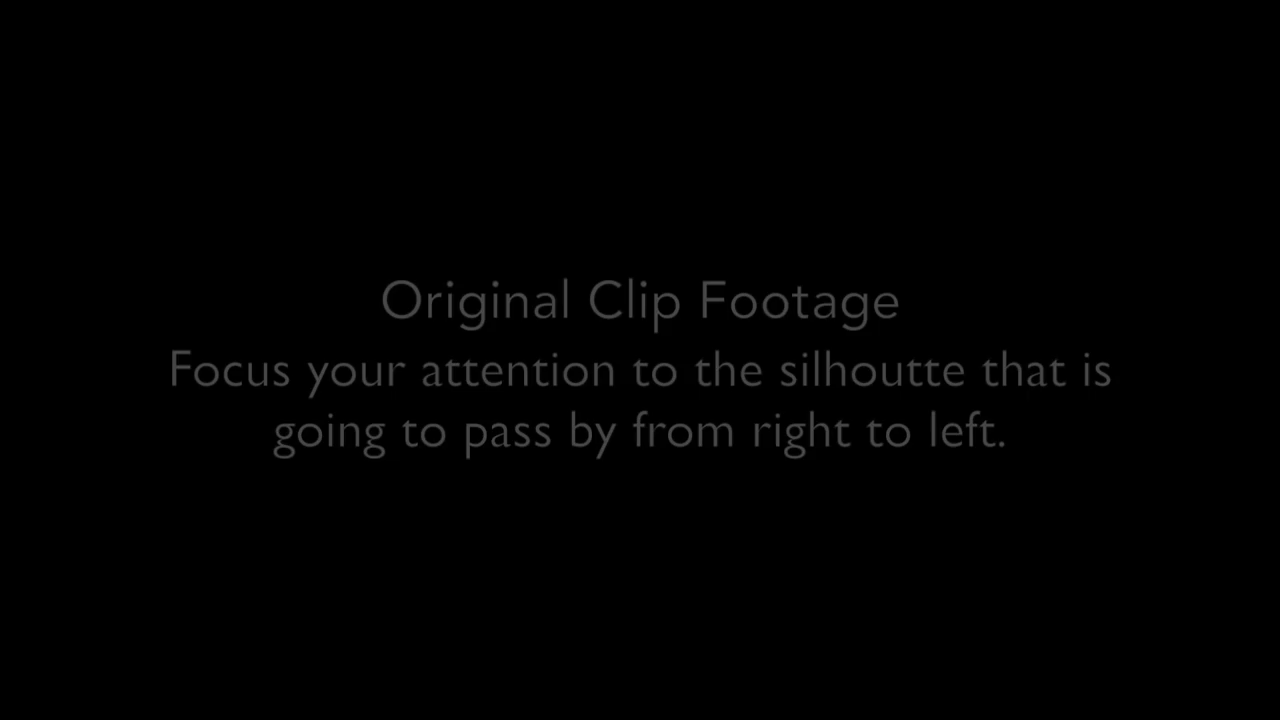 Original Clip Footage
Focus your attention to the silhoutte that is
going to pass by from right to left.